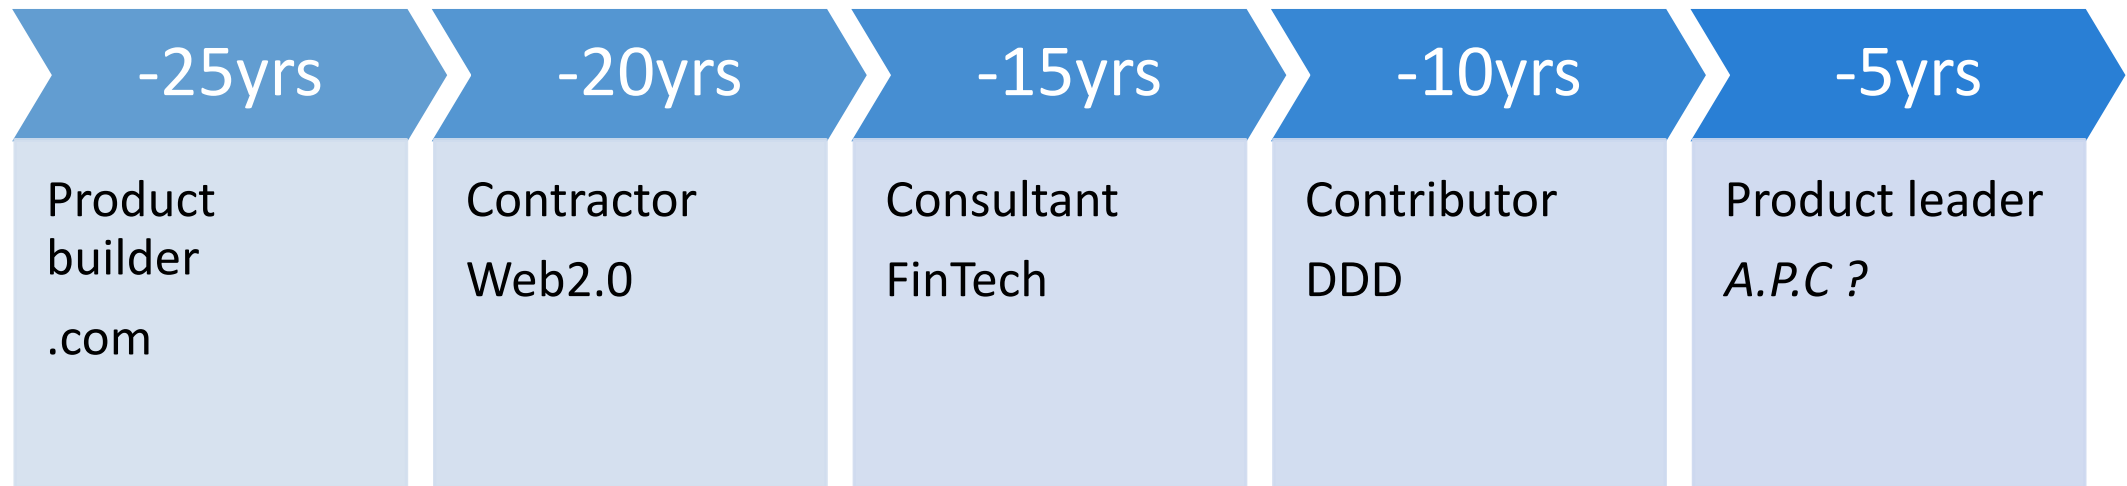 -25yrs
Product
builder
.com
-20yrs
Contractor
Web2.0
-15yrs
Consultant
FinTech
-10yrs
Contributor
DDD
-5yrs
Product leader
A.P.C ?